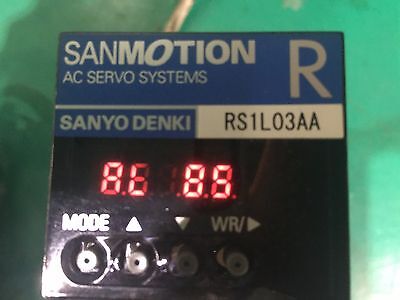 SANMOTION R
AC SERVO SYSTEMS
SANYO DENKI RS1L03AA
MODE ▲ ▼ WR/▶